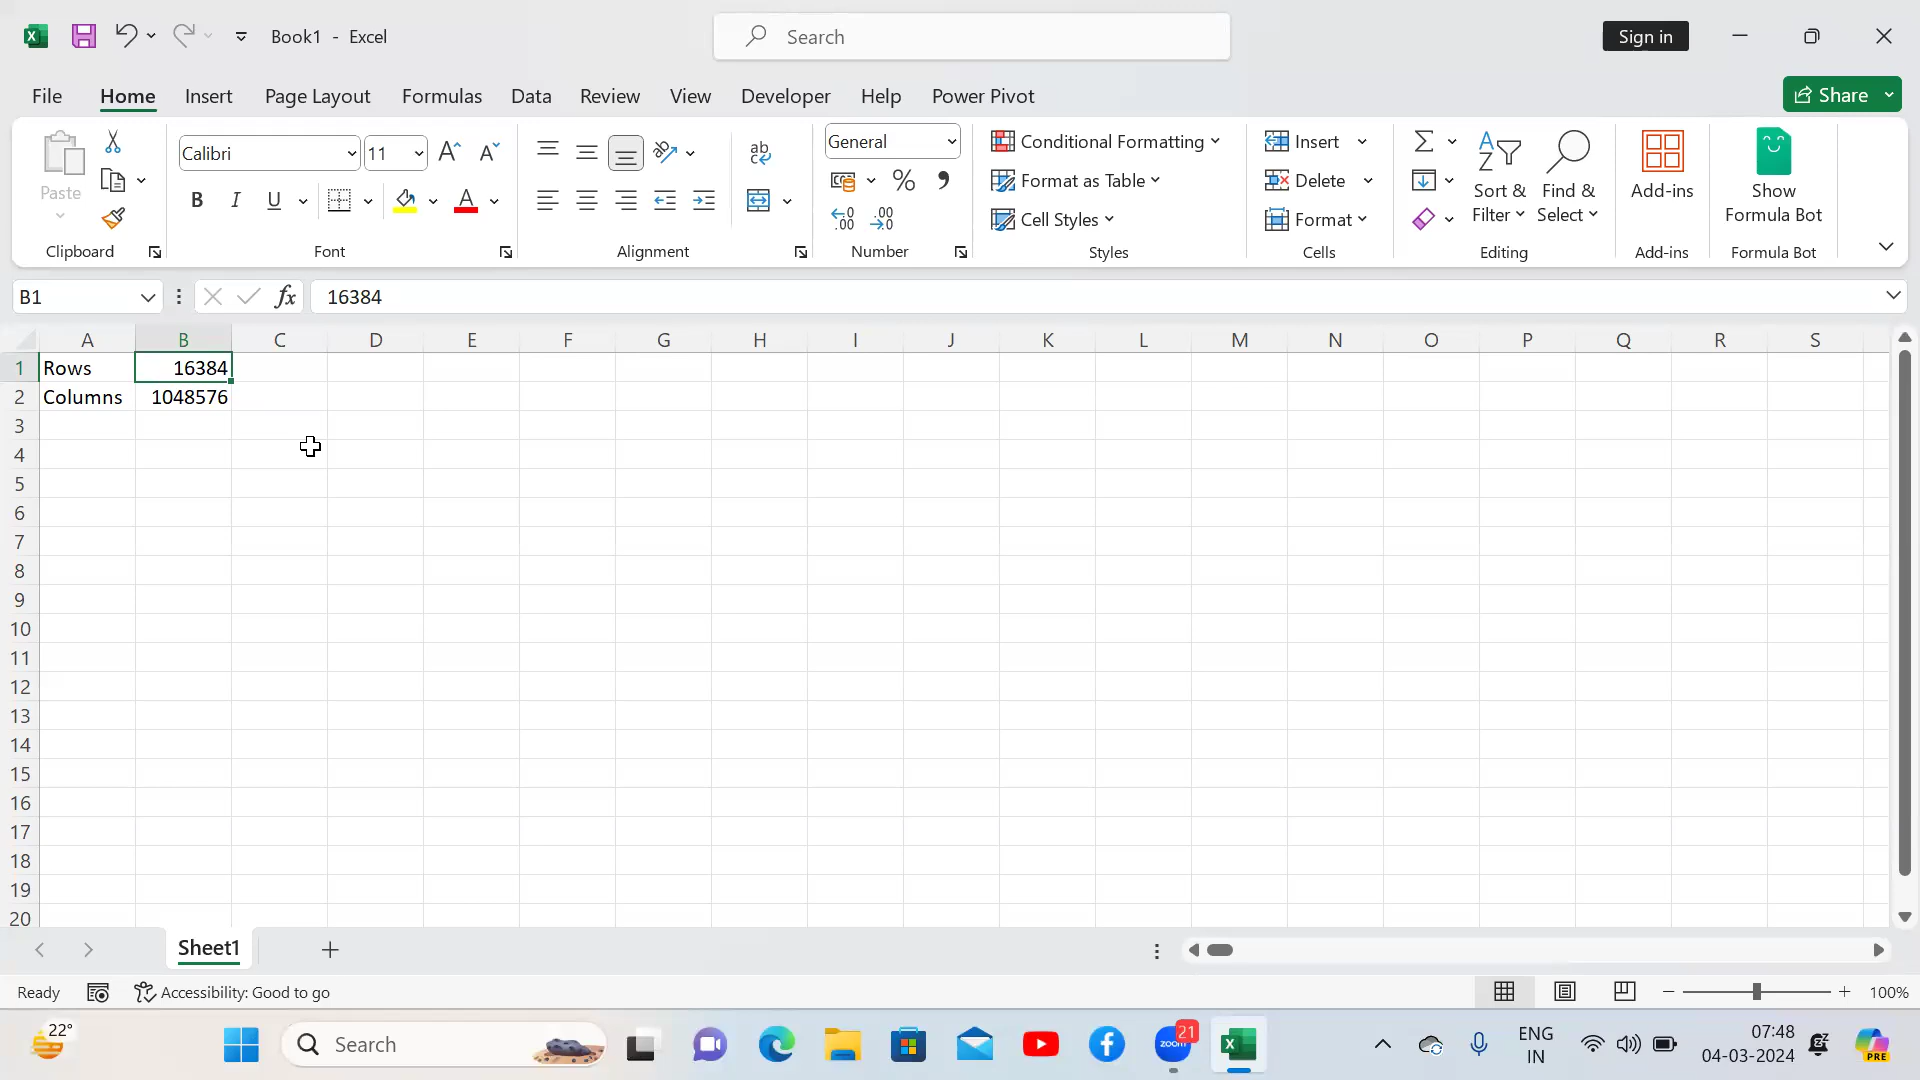 Book1 - Excel
Search
Sign in
File Home Insert Page Layout Formulas Data Review View Developer Help Power Pivot
Share
Paste
Clipboard
Calibri 11
B I U A
Font
ab
Alignment
General
% ,
Number
Conditional Formatting
Format as Table
Cell Styles
Styles
Insert
Delete
Format
Cells
Sort & Filter
Find & Select
Editing
Add-ins
Add-ins
Show Formula Bot
Formula Bot
B1 fx 16384
A B C D E F G H I J K L M N O P Q R S
1 Rows 16384
2 Columns 1048576
3
4
5
6
7
8
9
10
11
12
13
14
15
16
17
18
19
20
Sheet1
Ready Accessibility: Good to go 100%
22° Search zoom 21 ENG IN 07:48 04-03-2024 PRE